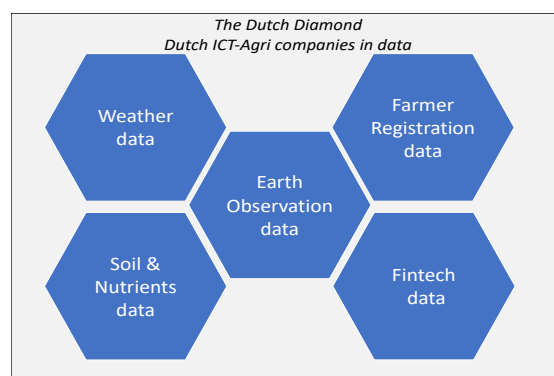 The Dutch Diamond
Dutch ICT-Agri companies in data
Weather
data
Farmer
Registration
data
Earth
Observation
data
Soil &
Nutrients
data
Fintech
data